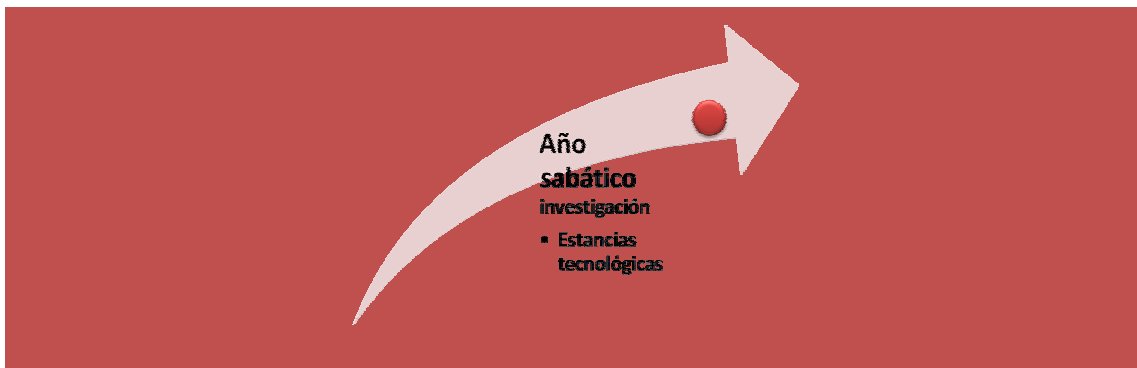 Año
sabático
investigación
▪ Estancias
tecnológicas